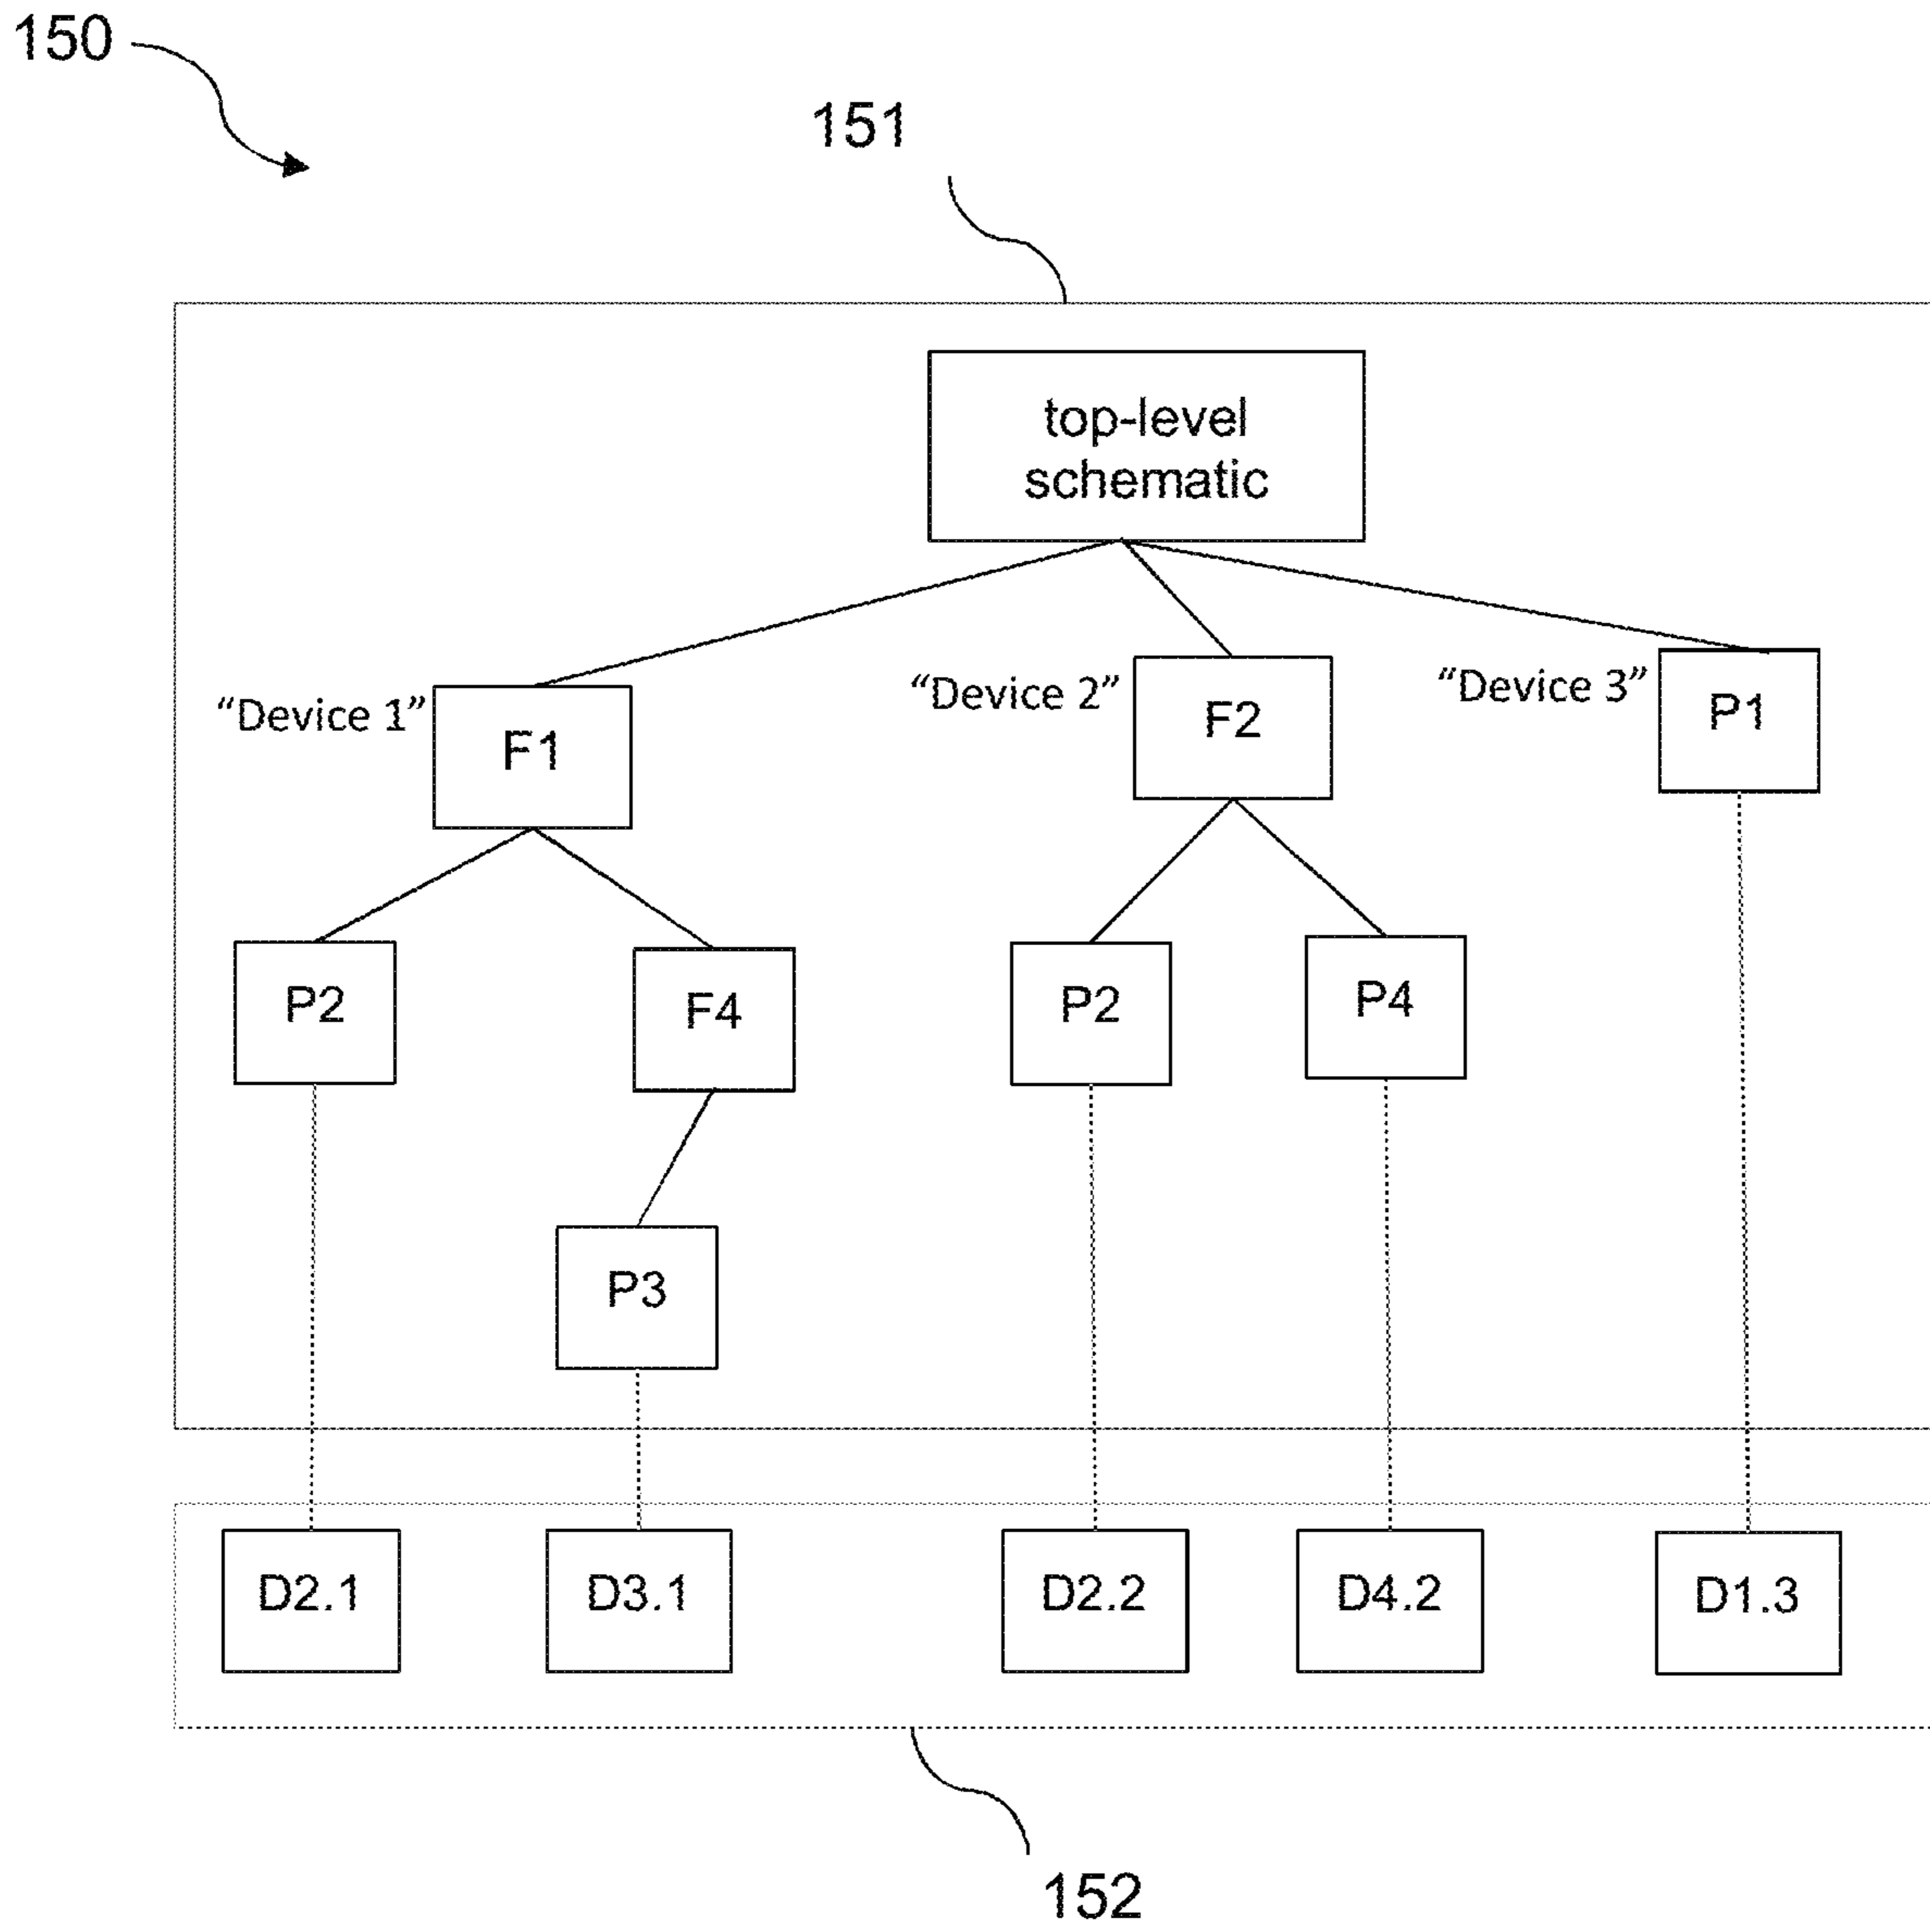 150
151
top-level
schematic
“Device 1”
F1
“Device 2”
F2
“Device 3”
P1
P2
F4
P2
P4
P3
D2.1
D3.1
D2.2
D4.2
D1.3
152